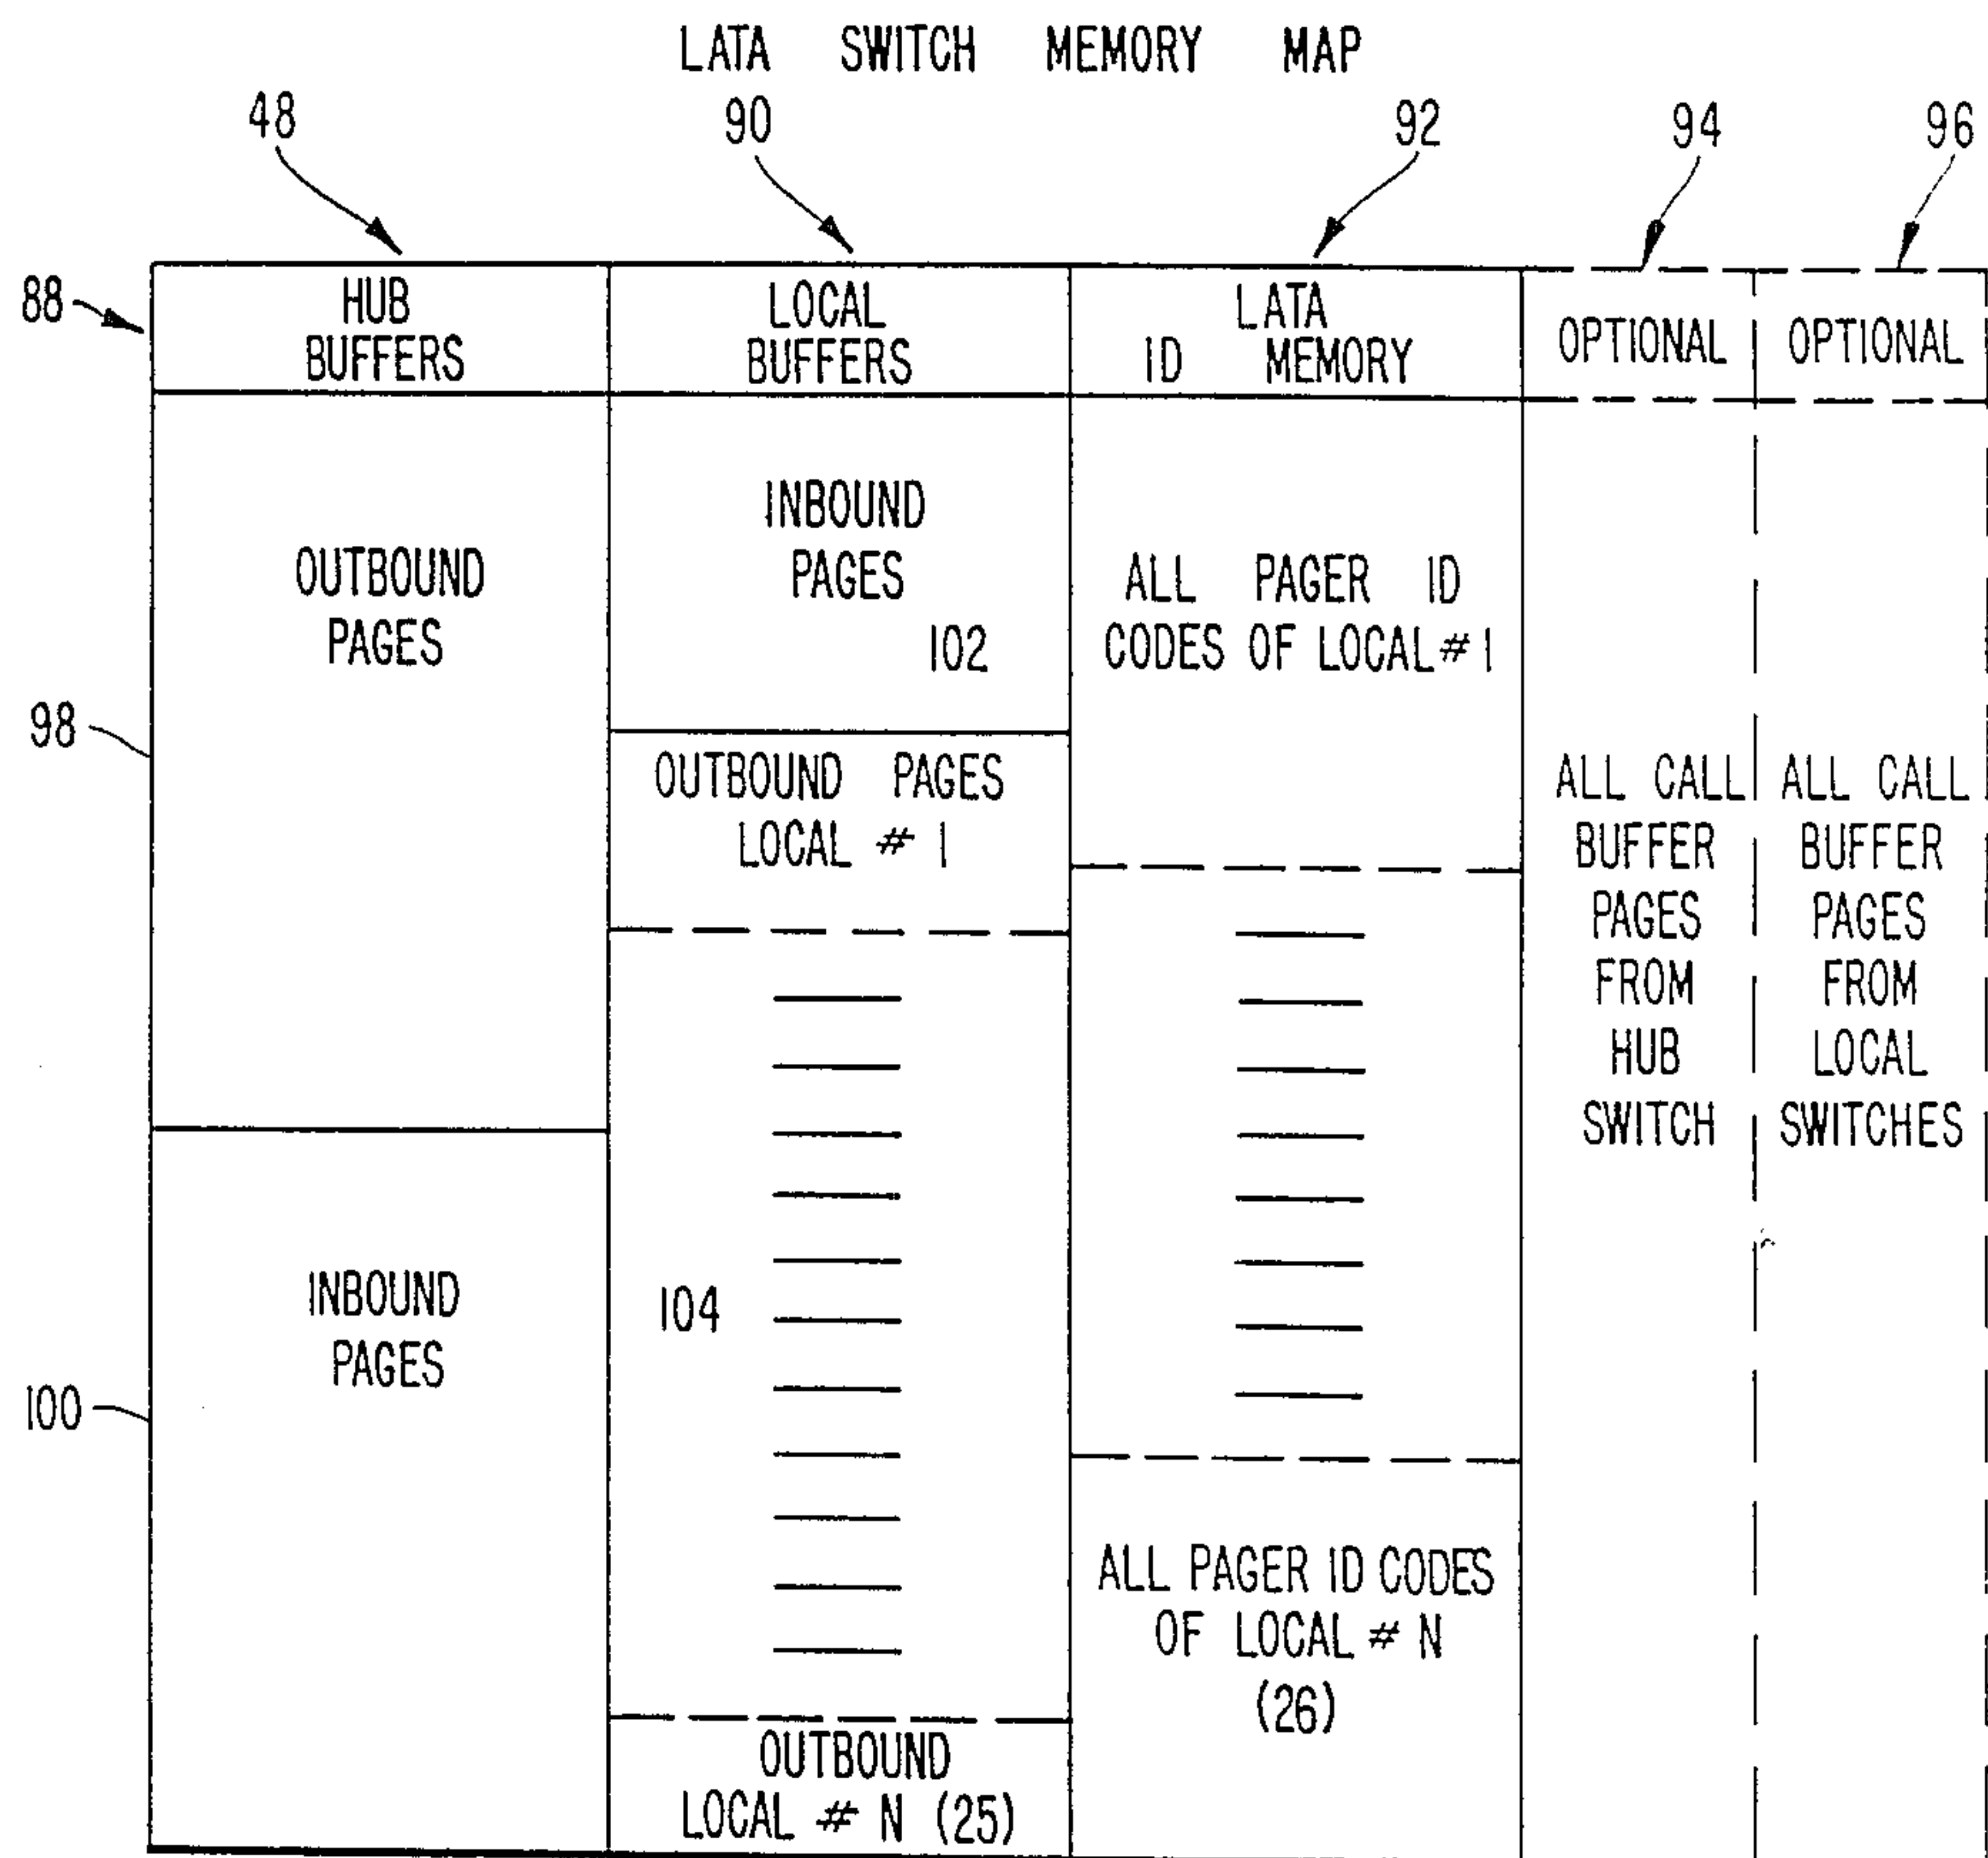 LATA SWITCH MEMORY MAP
48
90
92
94
96
88
HUB
BUFFERS
LOCAL
BUFFERS
LATA
ID MEMORY
OPTIONAL
OPTIONAL
OUTBOUND
PAGES
98
INBOUND
PAGES
100
INBOUND
PAGES
102
OUTBOUND PAGES
LOCAL # 1
104
OUTBOUND
LOCAL # N (25)
ALL PAGER ID
CODES OF LOCAL # 1
ALL PAGER ID CODES
OF LOCAL # N
(26)
ALL CALL
BUFFER
PAGES
FROM
HUB
SWITCH
ALL CALL
BUFFER
PAGES
FROM
LOCAL
SWITCHES